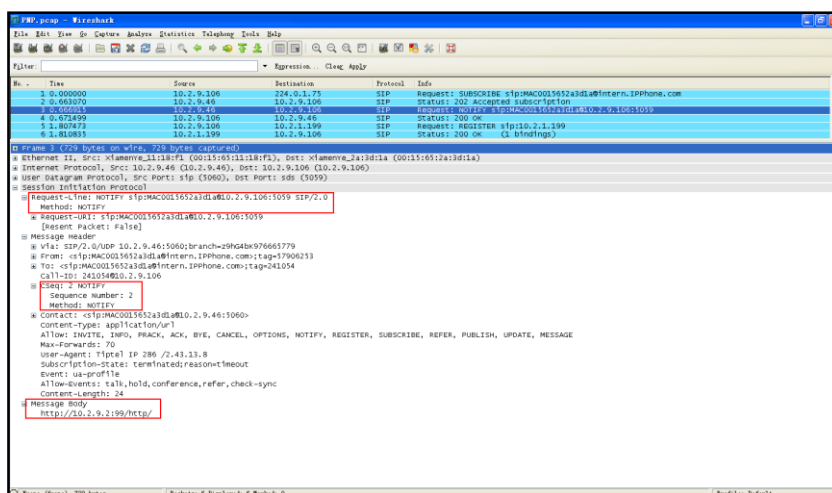 PNP.pcap - Wireshark
File Edit View Go Capture Analyze Statistics Telephony Tools Help
Filter: Expression... Clear Apply
No. . Time Source Destination Protocol Info
1 0.000000 10.2.9.106 224.0.1.75 SIP Request: SUBSCRIBE sip:MAC0015652a3d1a@intern.IPPhone.com
2 0.663070 10.2.9.46 10.2.9.106 SIP Status: 202 Accepted subscription
3 0.666915 10.2.9.46 10.2.9.106 SIP Request: NOTIFY sip:MAC0015652a3d1a@10.2.9.106:5059
4 0.671499 10.2.9.106 10.2.9.46 SIP Status: 200 OK
5 1.807473 10.2.9.106 10.2.1.199 SIP Request: REGISTER sip:10.2.1.199
6 1.810835 10.2.1.199 10.2.9.106 SIP Status: 200 OK (1 bindings)
Frame 3 (729 bytes on wire, 729 bytes captured)
Ethernet II, Src: XiamenYe_11:18:f1 (00:15:65:11:18:f1), Dst: XiamenYe_2a:3d:1a (00:15:65:2a:3d:1a)
Internet Protocol, Src: 10.2.9.46 (10.2.9.46), Dst: 10.2.9.106 (10.2.9.106)
User Datagram Protocol, Src Port: sip (5060), Dst Port: sds (5059)
Session Initiation Protocol
Request-Line: NOTIFY sip:MAC0015652a3d1a@10.2.9.106:5059 SIP/2.0
Method: NOTIFY
Request-URI: sip:MAC0015652a3d1a@10.2.9.106:5059
[Resent Packet: False]
Message Header
Via: SIP/2.0/UDP 10.2.9.46:5060;branch=z9hG4bK976665779
From: <sip:MAC0015652a3d1a@intern.IPPhone.com>;tag=57906253
To: <sip:MAC0015652a3d1a@intern.IPPhone.com>;tag=241054
Call-ID: 241054@10.2.9.106
CSeq: 2 NOTIFY
Sequence Number: 2
Method: NOTIFY
Contact: <sip:MAC0015652a3d1a@10.2.9.46:5060>
Content-Type: application/url
Allow: INVITE, INFO, PRACK, ACK, BYE, CANCEL, OPTIONS, NOTIFY, REGISTER, SUBSCRIBE, REFER, PUBLISH, UPDATE, MESSAGE
Max-Forwards: 70
User-Agent: Tiptel IP 286 /2.43.13.8
Subscription-State: terminated;reason=timeout
Event: ua-profile
Allow-Events: talk,hold,conference,refer,check-sync
Content-Length: 24
Message Body
http://10.2.9.2:99/http/